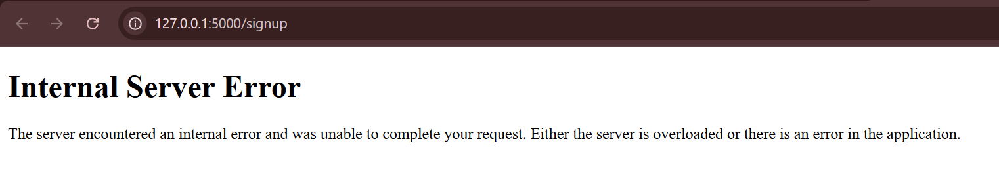 127.0.0.1:5000/signup
Internal Server Error
The server encountered an internal error and was unable to complete your request. Either the server is overloaded or there is an error in the application.